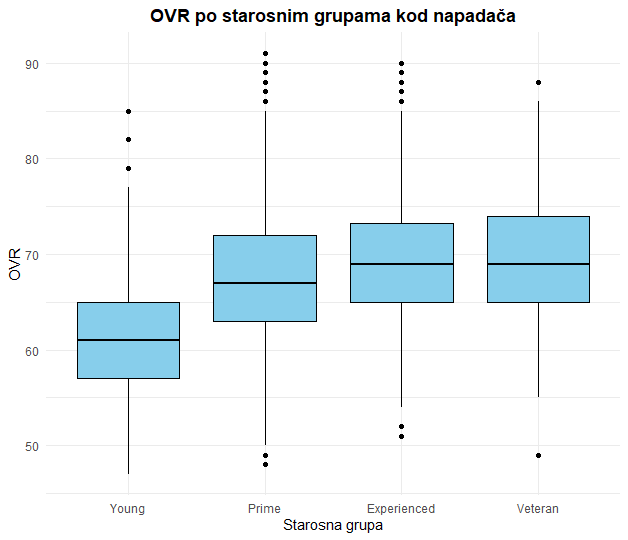 OVR po starosnim grupama kod napadača
90
80
70
60
50
OVR
Young
Prime
Experienced
Veteran
Starosna grupa